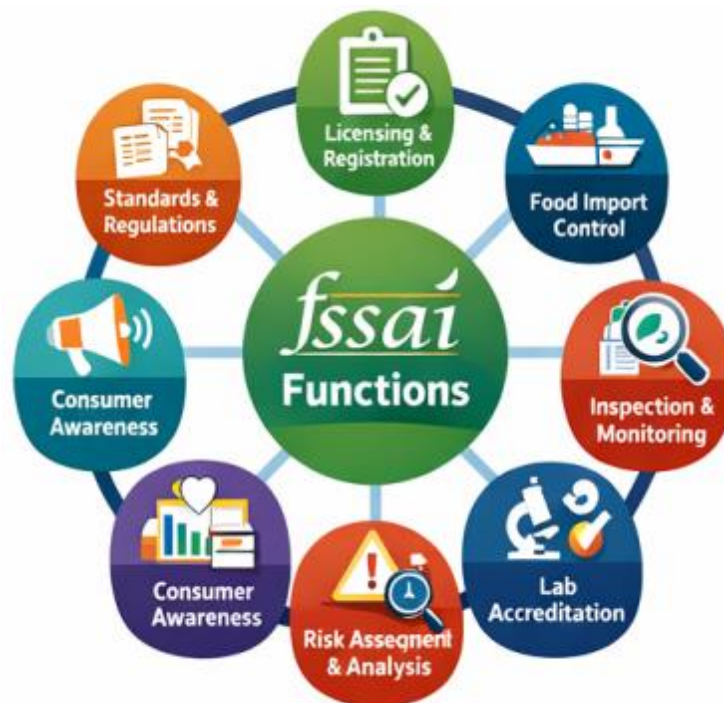 Licensing &
Registration
Food Import
Control
Inspection &
Monitoring
Lab
Accreditation
Risk Assegnent
& Analysis
Consumer
Awareness
Consumer
Awareness
Standards &
Regulations
fssai
Functions